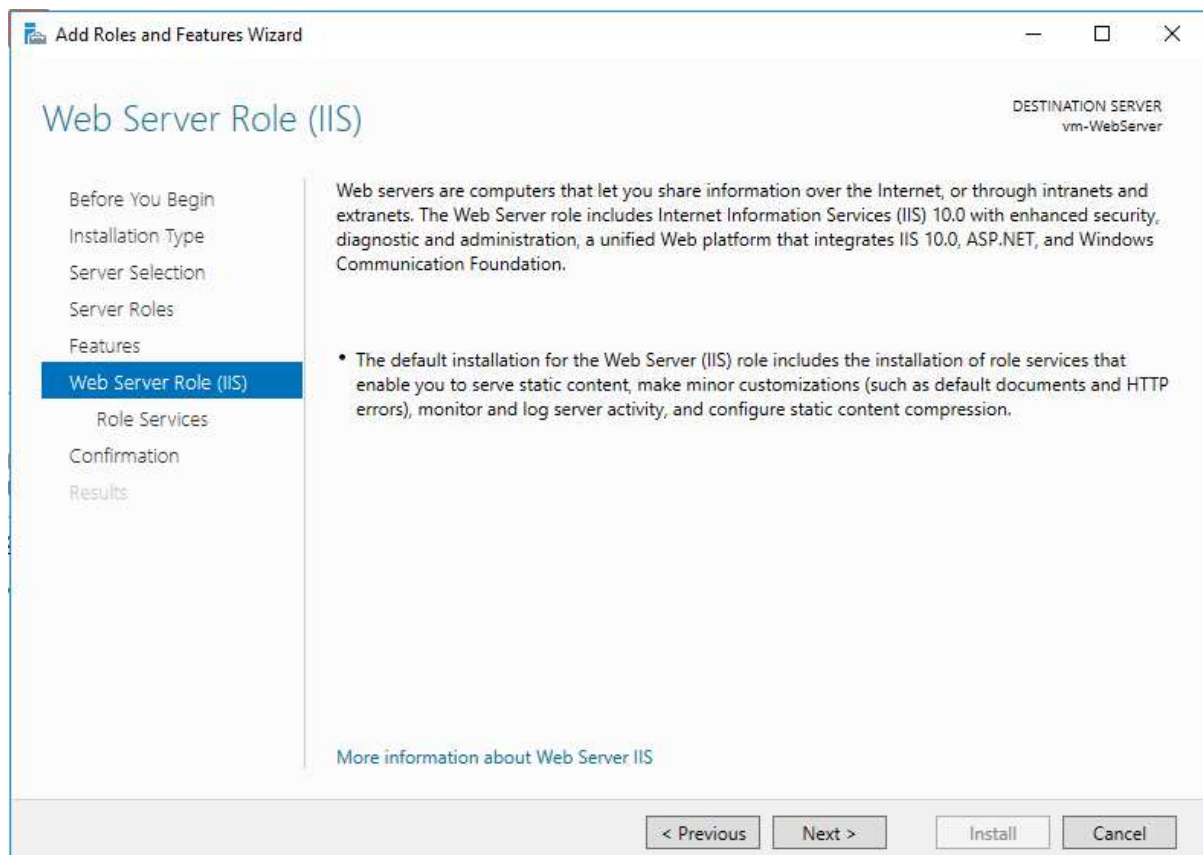 Add Roles and Features Wizard
Web Server Role (IIS)
DESTINATION SERVER
vm-WebServer
Before You Begin
Installation Type
Server Selection
Server Roles
Features
Web Server Role (IIS)
Role Services
Confirmation
Results
Web servers are computers that let you share information over the Internet, or through intranets and
extranets. The Web Server role includes Internet Information Services (IIS) 10.0 with enhanced security,
diagnostic and administration, a unified Web platform that integrates IIS 10.0, ASP.NET, and Windows
Communication Foundation.
• The default installation for the Web Server (IIS) role includes the installation of role services that
enable you to serve static content, make minor customizations (such as default documents and HTTP
errors), monitor and log server activity, and configure static content compression.
More information about Web Server IIS
< Previous
Next >
Install
Cancel